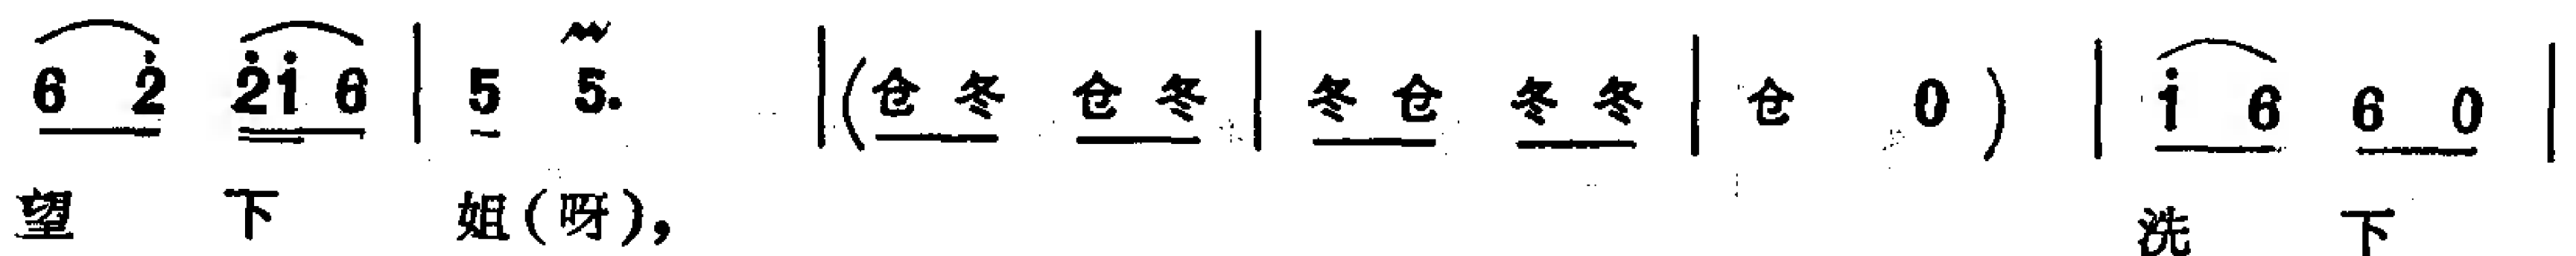 6 2̇ 2̇1̇ 6 | 5 5. |(仓冬 仓冬 | 冬仓 冬冬 | 仓 0 ) | 1̇ 6 6 0 |
望 下 姐(呀), 洗 下